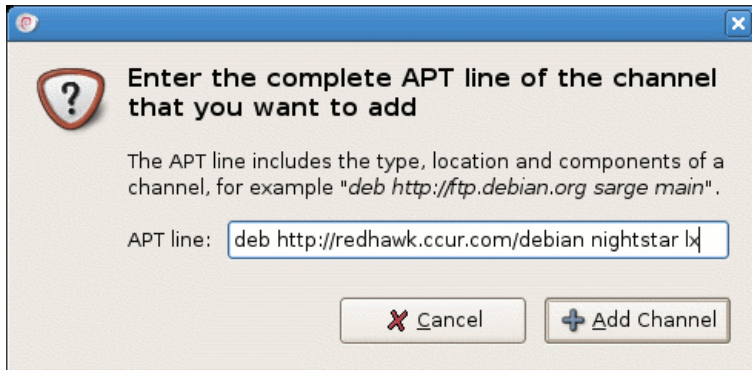 Enter the complete APT line of the channel
that you want to add
The APT line includes the type, location and components of a
channel, for example "deb http://ftp.debian.org sarge main".
APT line: deb http://redhawk.ccur.com/debian nightstar lx
Cancel
Add Channel